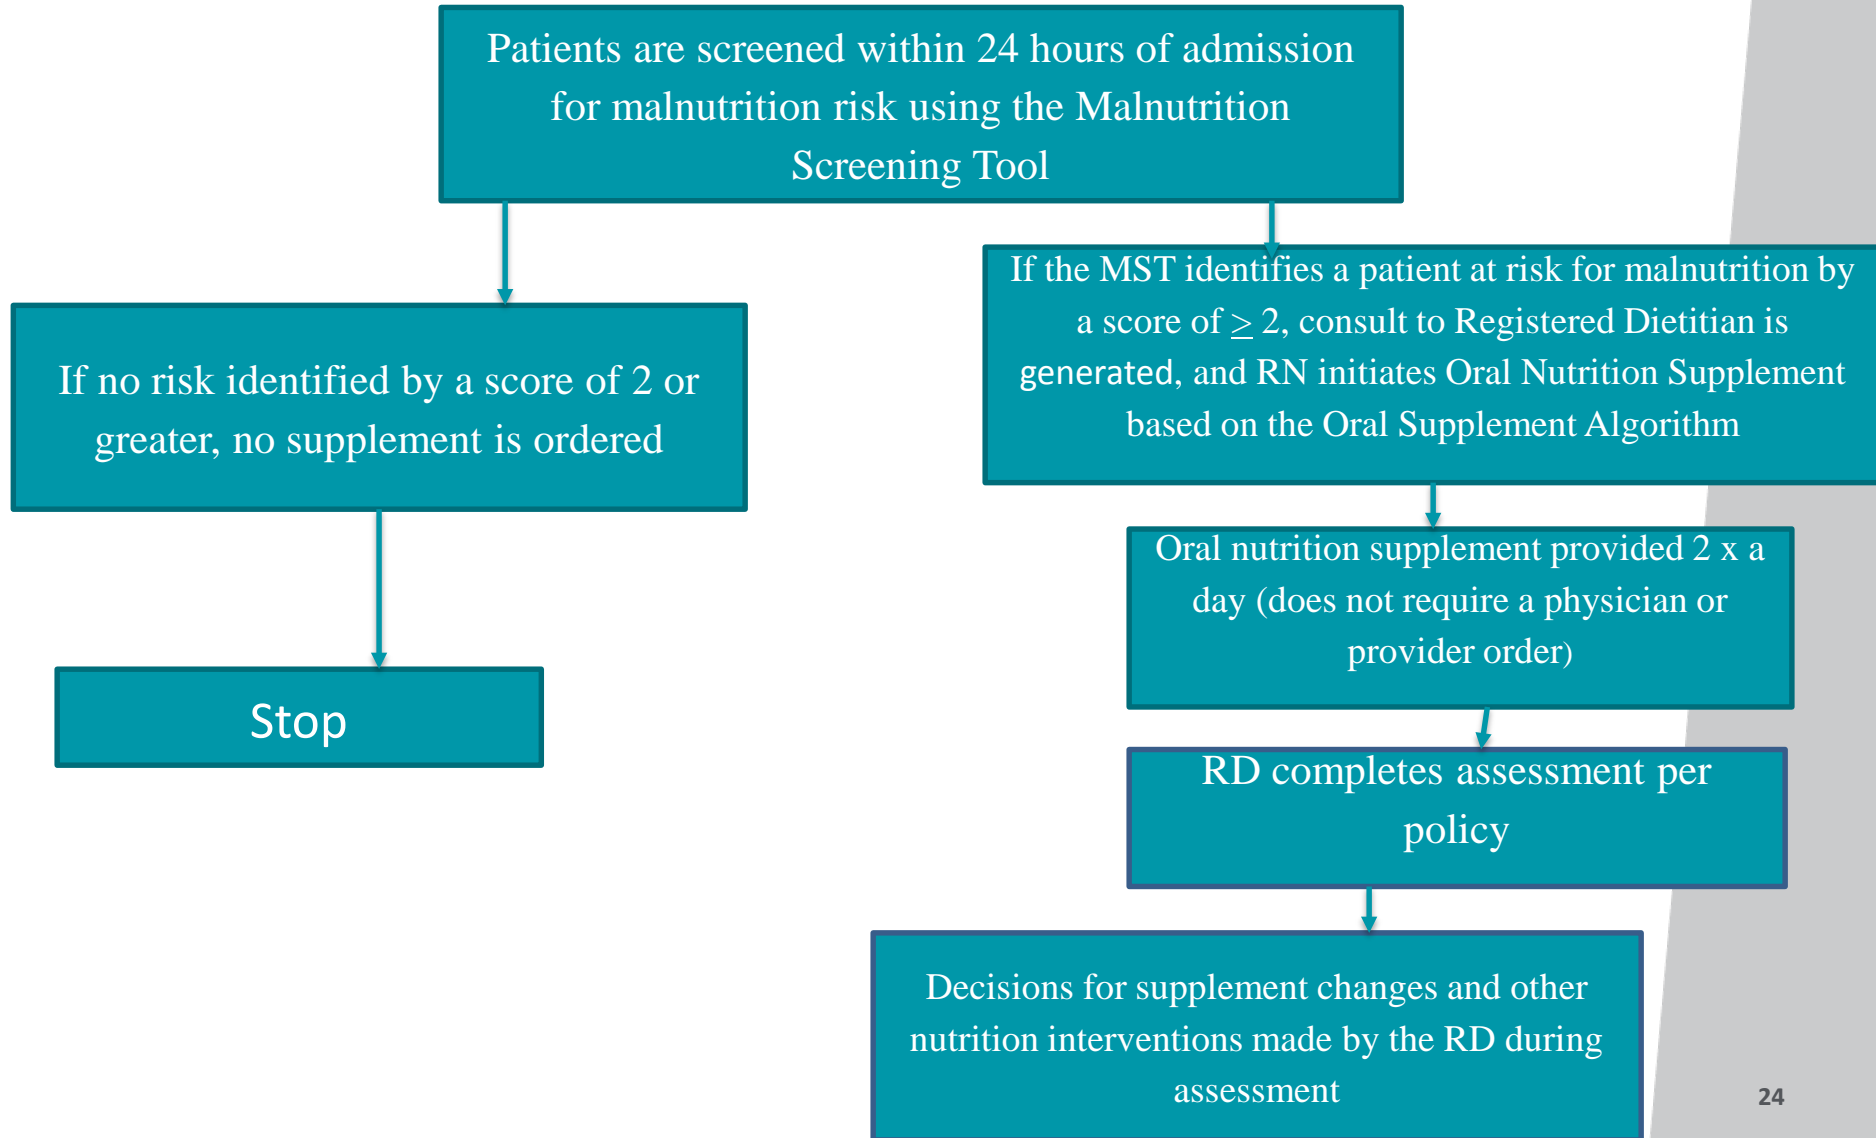 Patients are screened within 24 hours of admission
for malnutrition risk using the Malnutrition
Screening Tool
If no risk identified by a score of 2 or
greater, no supplement is ordered
Stop
If the MST identifies a patient at risk for malnutrition by
a score of ≥ 2, consult to Registered Dietitian is
generated, and RN initiates Oral Nutrition Supplement
based on the Oral Supplement Algorithm
Oral nutrition supplement provided 2 x a
day (does not require a physician or
provider order)
RD completes assessment per
policy
Decisions for supplement changes and other
nutrition interventions made by the RD during
assessment
24